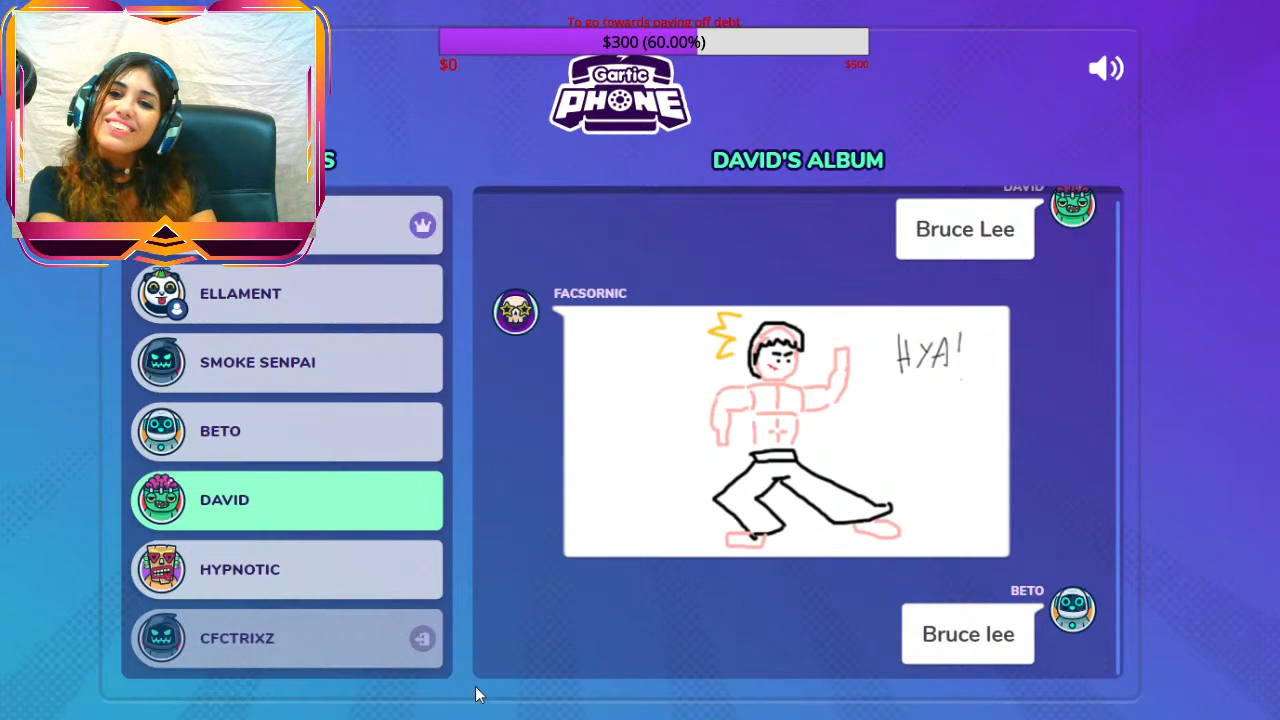 To go towards paying off debt
$300 (60.00%)
$0
$500
Gartic
PHONE
S
DAVID'S ALBUM
DAVID
Bruce Lee
FACSORNIC
HYA!
BETO
Bruce lee
ELLAMENT
SMOKE SENPAI
BETO
DAVID
HYPNOTIC
CFCTRIXZ